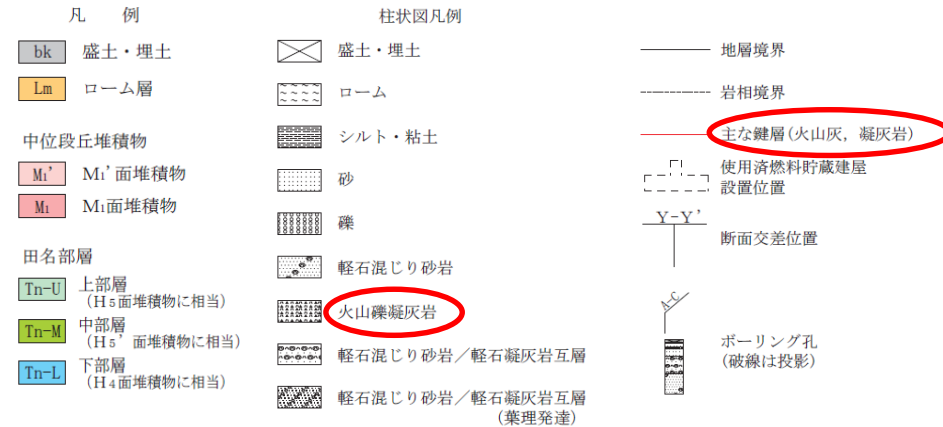 凡 例
bk 盛土・埋土
Lm ローム層
中位段丘堆積物
M1' M1'面堆積物
M1 M1面堆積物
田名部層
Tn-U 上部層
(H5面堆積物に相当)
Tn-M 中部層
(H5'面堆積物に相当)
Tn-L 下部層
(H4面堆積物に相当)
柱状図凡例
盛土・埋土
ローム
シルト・粘土
砂
礫
軽石混じり砂岩
火山礫凝灰岩
軽石混じり砂岩/軽石凝灰岩互層
軽石混じり砂岩/軽石凝灰岩互層
(葉理発達)
地層境界
岩相境界
主な鍵層(火山灰,凝灰岩)
使用済燃料貯蔵建屋
設置位置
Y-Y'
断面交差位置
A-C
ボーリング孔
(破線は投影)